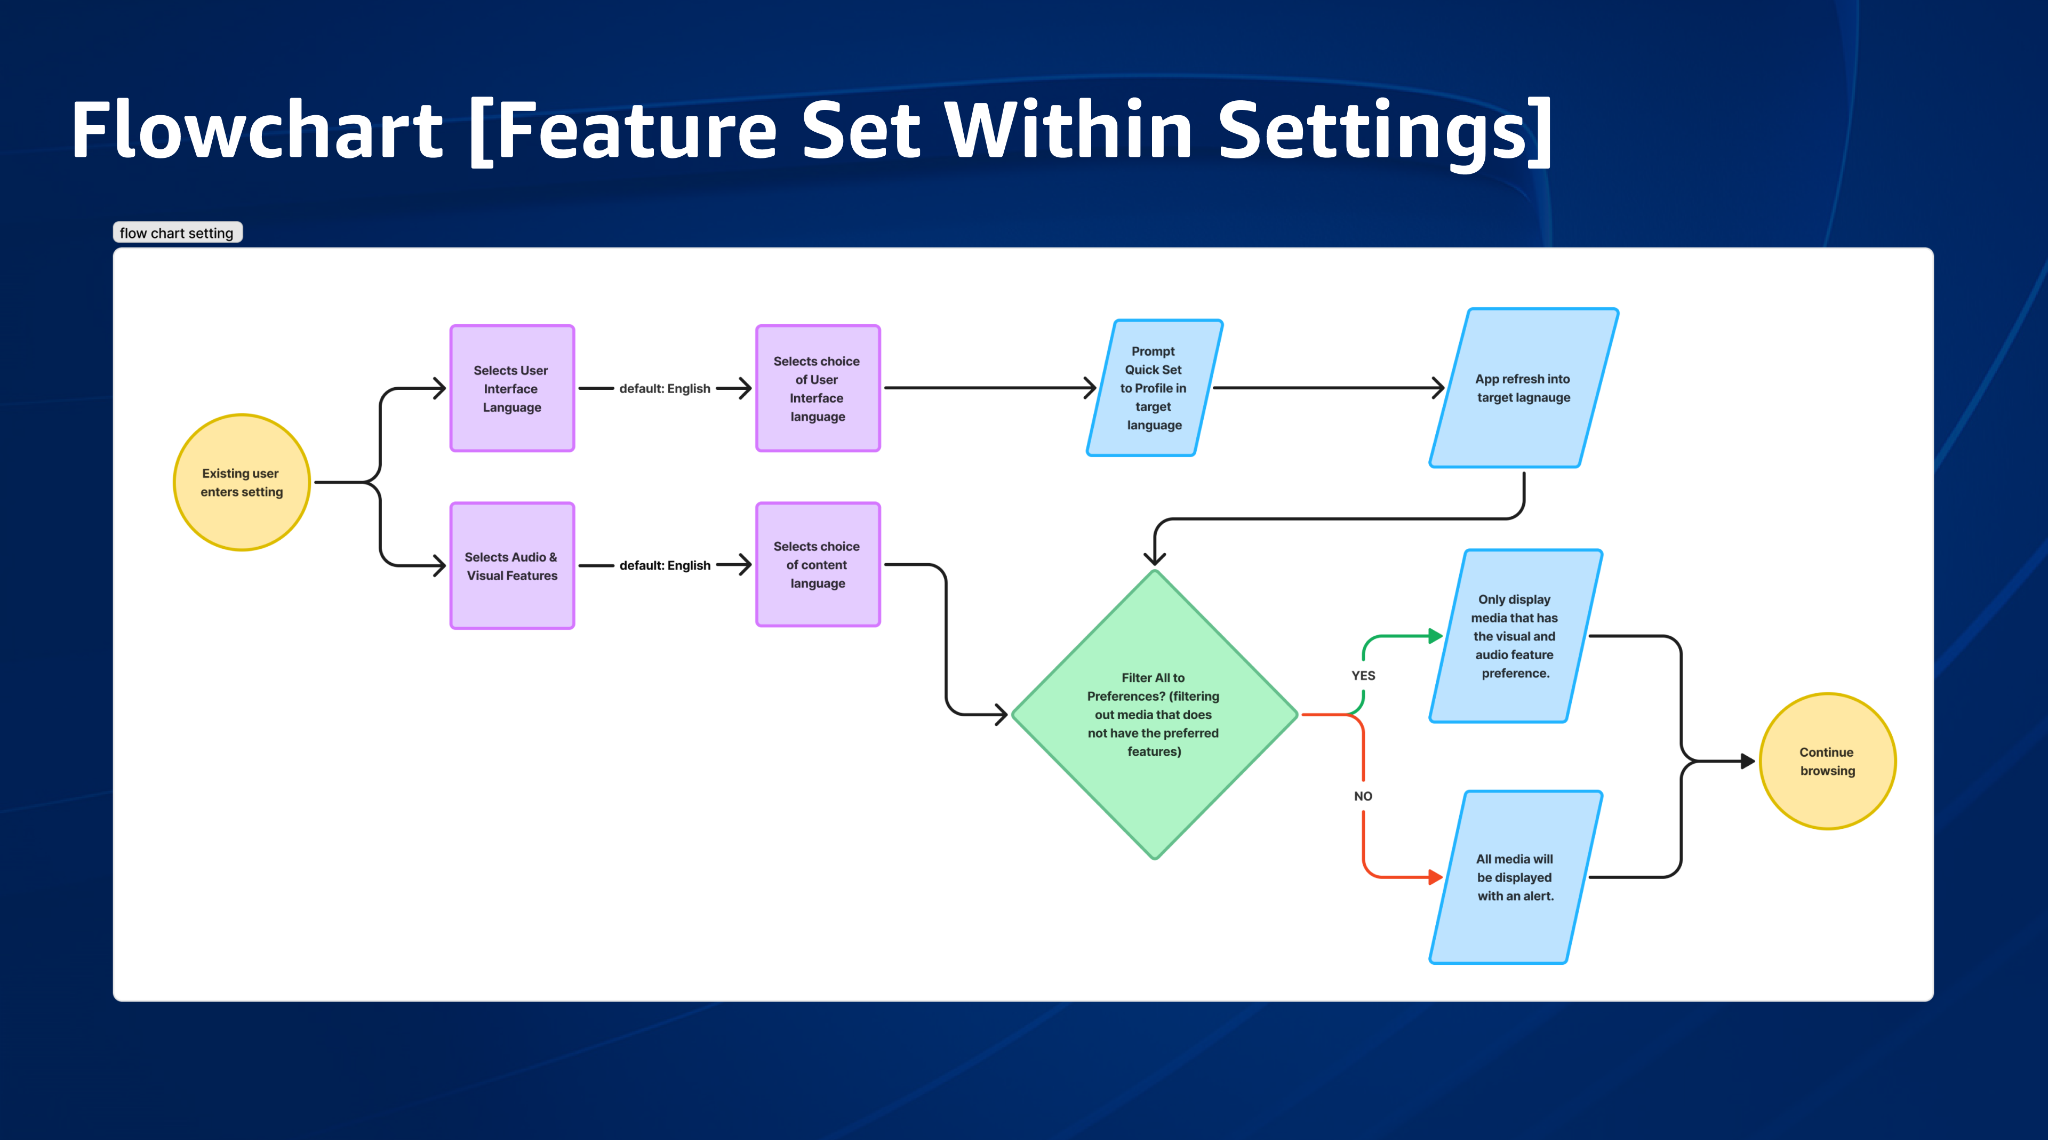 Flowchart [Feature Set Within Settings]
flow chart setting
Existing user
enters setting
Selects User
Interface
Language
default: English
Selects choice
of User
Interface
language
Prompt
Quick Set
to Profile in
target
language
App refresh into
target lagnauge
Selects Audio &
Visual Features
default: English
Selects choice
of content
language
Filter All to
Preferences? (filtering
out media that does
not have the preferred
features)
YES
Only display
media that has
the visual and
audio feature
preference.
NO
All media will
be displayed
with an alert.
Continue
browsing